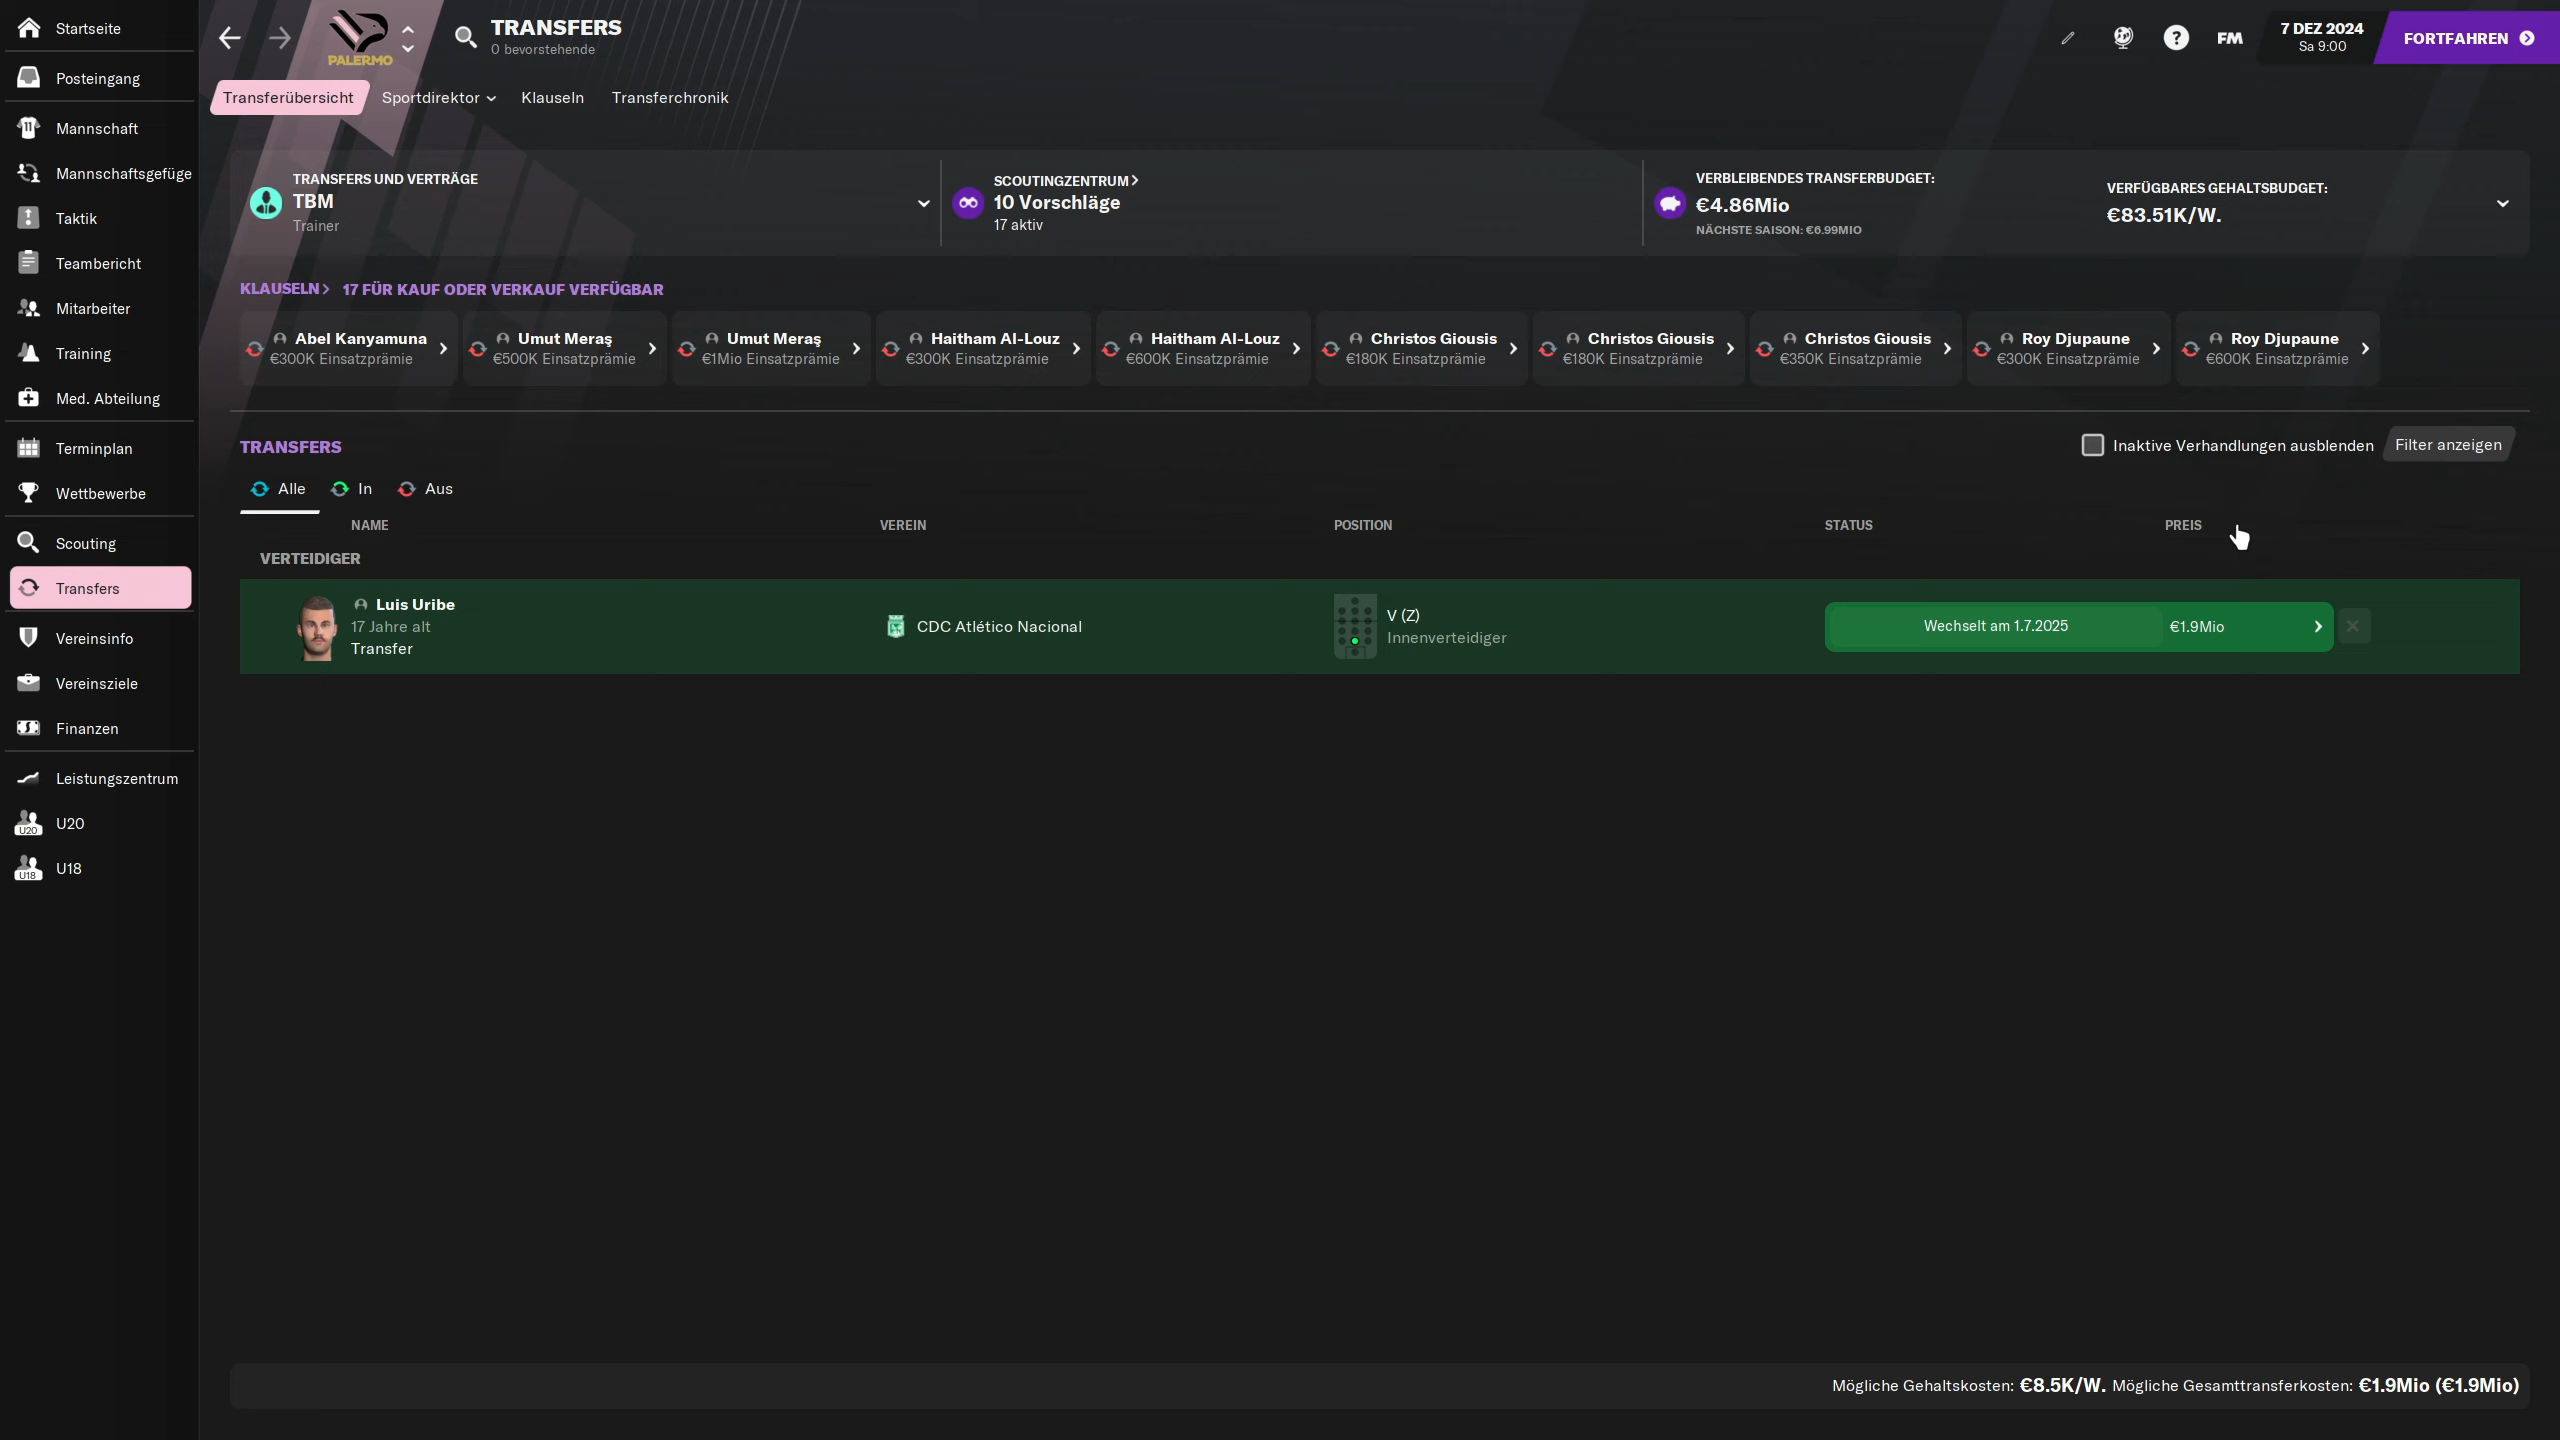 Startseite
Posteingang
Mannschaft
Mannschaftsgefüge
Taktik
Teambericht
Mitarbeiter
Training
Med. Abteilung
Terminplan
Wettbewerbe
Scouting
Transfers
Vereinsinfo
Vereinsziele
Finanzen
Leistungszentrum
U20 U20
U18 U18
PALERMO
TRANSFERS
0 bevorstehende
FM
7 DEZ 2024
Sa 9:00
FORTFAHREN
Transferübersicht Sportdirektor Klauseln Transferchronik
TRANSFERS UND VERTRÄGE
TBM
Trainer
SCOUTINGZENTRUM
10 Vorschläge
17 aktiv
VERBLEIBENDES TRANSFERBUDGET:
€4.86Mio
NÄCHSTE SAISON: €6.99MIO
VERFÜGBARES GEHALTSBUDGET:
€83.51K/W.
KLAUSELN 17 FÜR KAUF ODER VERKAUF VERFÜGBAR
Abel Kanyamuna
€300K Einsatzprämie
Umut Meraş
€500K Einsatzprämie
Umut Meraş
€1Mio Einsatzprämie
Haitham Al-Louz
€300K Einsatzprämie
Haitham Al-Louz
€600K Einsatzprämie
Christos Giousis
€180K Einsatzprämie
Christos Giousis
€180K Einsatzprämie
Christos Giousis
€350K Einsatzprämie
Roy Djupaune
€300K Einsatzprämie
Roy Djupaune
€600K Einsatzprämie
TRANSFERS
Inaktive Verhandlungen ausblenden Filter anzeigen
Alle In Aus
NAME VEREIN POSITION STATUS PREIS
VERTEIDIGER
Luis Uribe
17 Jahre alt
Transfer
CDC Atlético Nacional
V (Z)
Innenverteidiger
Wechselt am 1.7.2025 €1.9Mio
Mögliche Gehaltskosten: €8.5K/W. Mögliche Gesamttransferkosten: €1.9Mio (€1.9Mio)